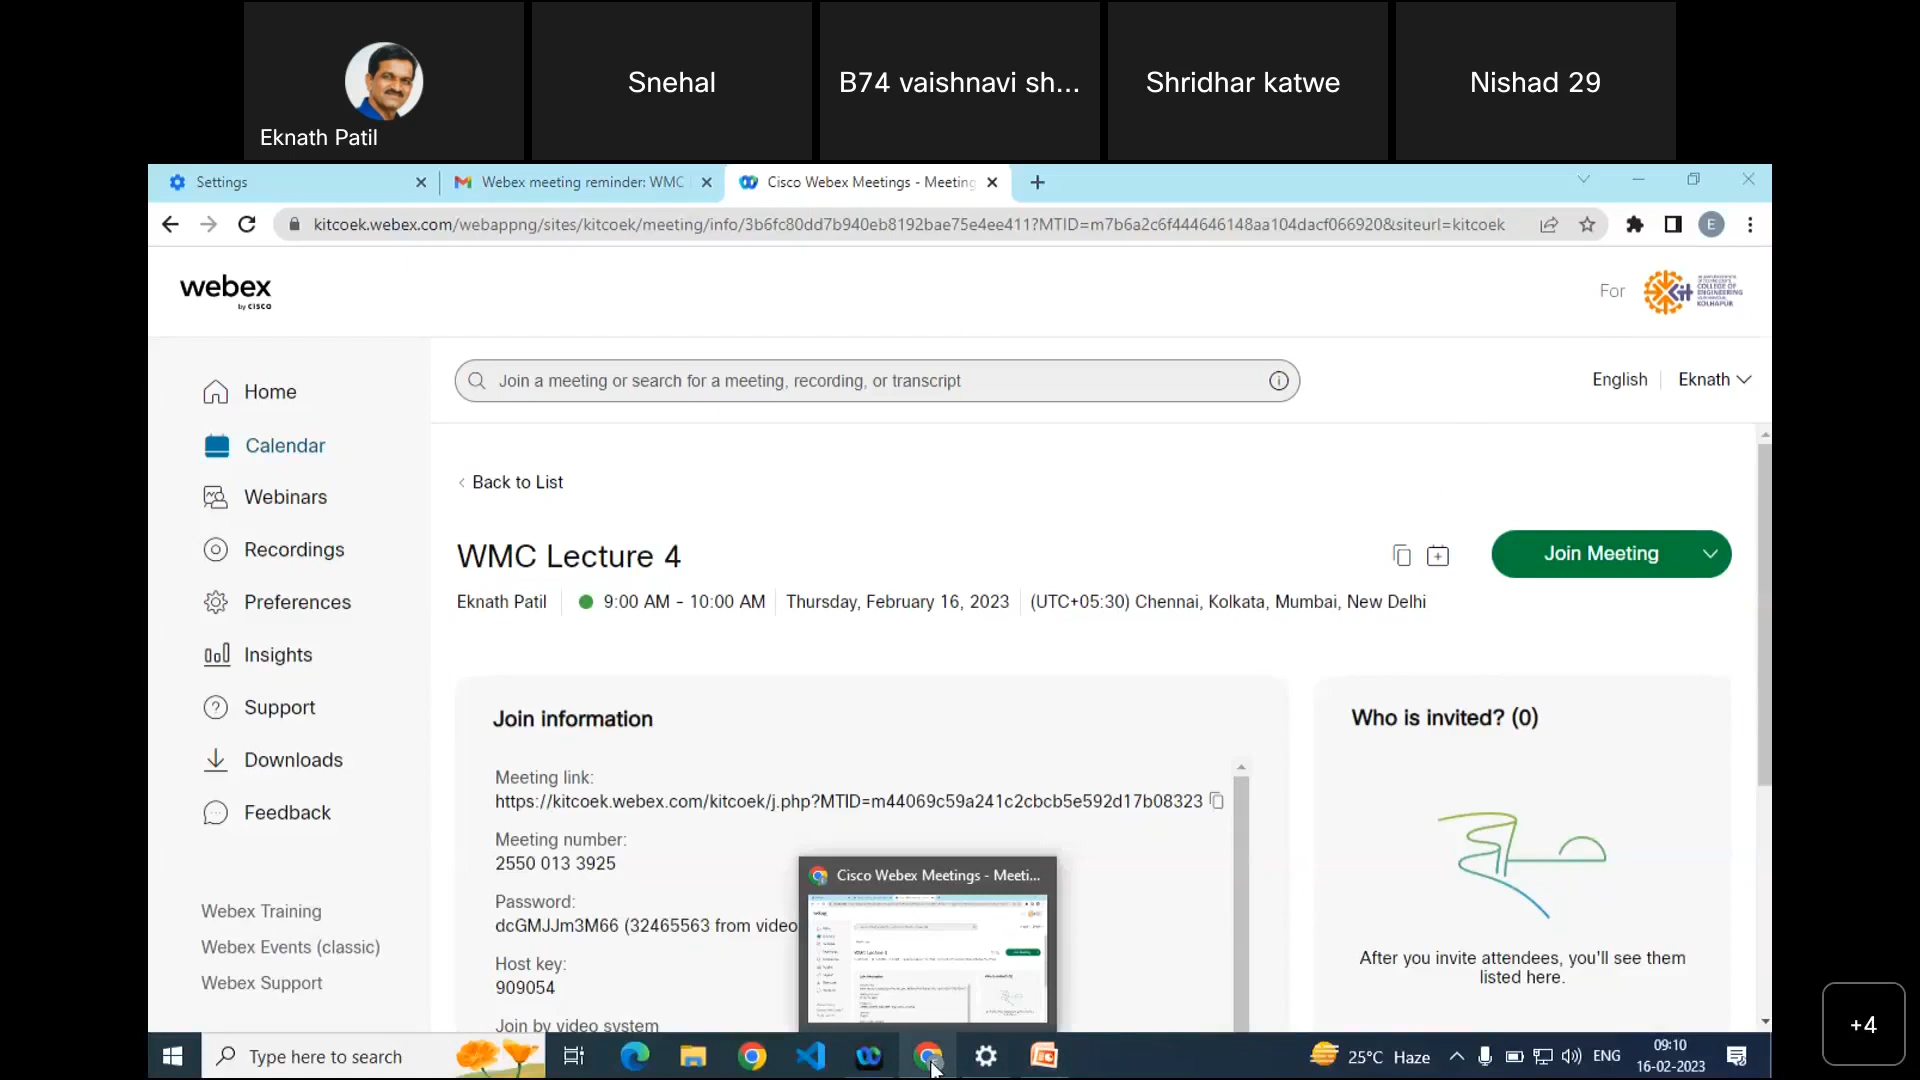 Eknath Patil
Snehal
B74 vaishnavi sh...
Shridhar katwe
Nishad 29
Settings
Webex meeting reminder: WMC
Cisco Webex Meetings - Meeting
kitcoek.webex.com/webappng/sites/kitcoek/meeting/info/3b6fc80dd7b940eb8192bae75e4ee411?MTID=m7b6a2c6f444646148aa104dacf066920&siteurl=kitcoek
E
webex
by CISCO
For
KIT
COLLEGE OF
ENGINEERING
KOLHAPUR
Join a meeting or search for a meeting, recording, or transcript
English
Eknath
Home
Calendar
Webinars
Recordings
Preferences
Insights
Support
Downloads
Feedback
Webex Training
Webex Events (classic)
Webex Support
Back to List
WMC Lecture 4
Join Meeting
Eknath Patil
9:00 AM - 10:00 AM
Thursday, February 16, 2023
(UTC+05:30) Chennai, Kolkata, Mumbai, New Delhi
Join information
Meeting link:
https://kitcoek.webex.com/kitcoek/j.php?MTID=m44069c59a241c2cbcb5e592d17b08323
Meeting number:
2550 013 3925
Password:
dcGMJJm3M66 (32465563 from video
Host key:
909054
Join by video system
Who is invited? (0)
After you invite attendees, you'll see them
listed here.
Cisco Webex Meetings - Meeti...
+4
Type here to search
25°C Haze
ENG
09:10
16-02-2023